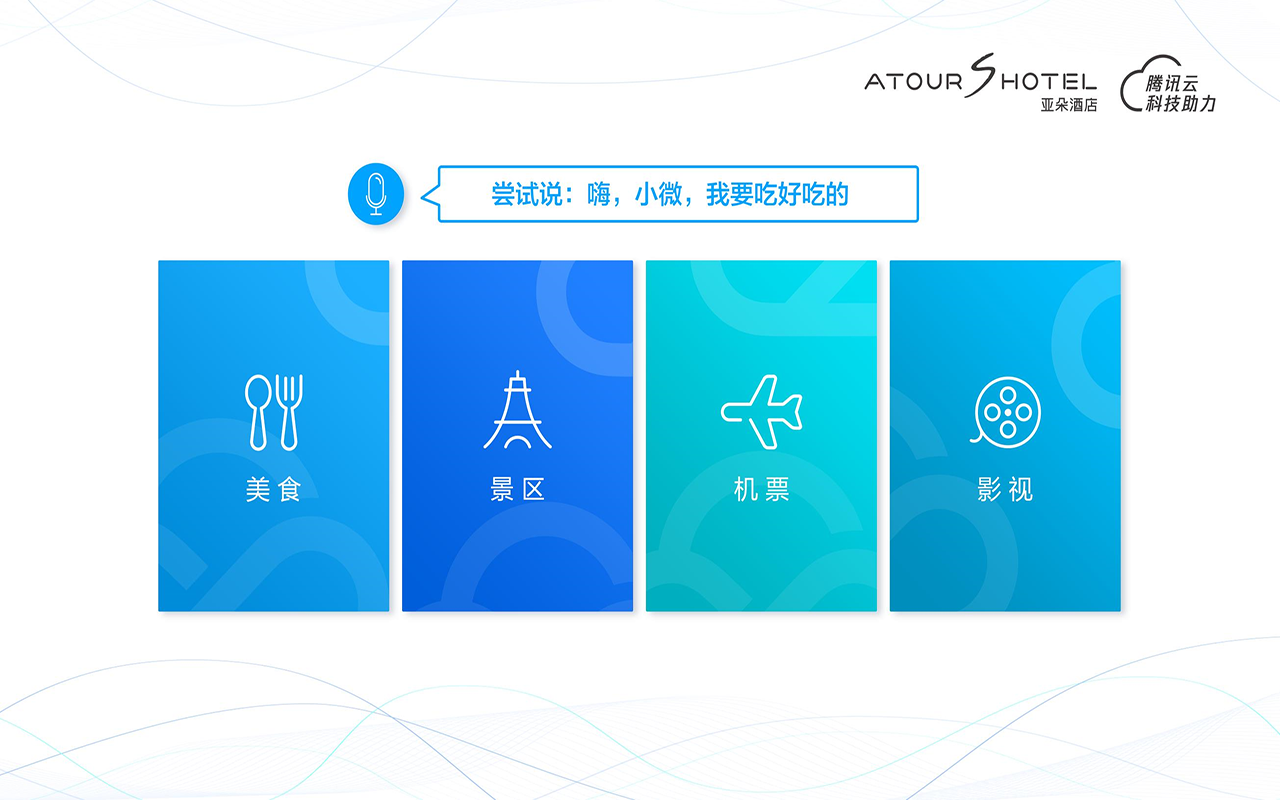 ATOUR S HOTEL
亚朵酒店
腾讯云
科技助力
尝试说：嗨，小微，我要吃好吃的
美食
景区
机票
影视